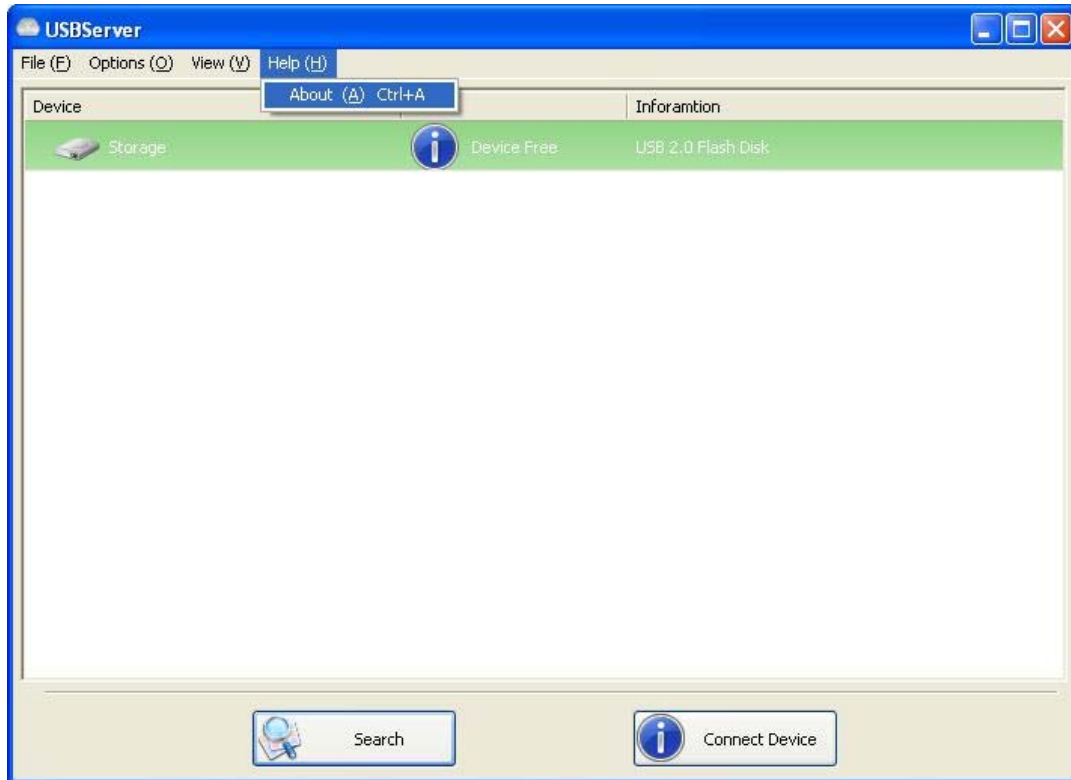 USBServer
File (F) Options (O) View (V) Help (H)
About (A) Ctrl+A
Device Inforamtion
Storage Device Free USB 2.0 Flash Disk
Search Connect Device